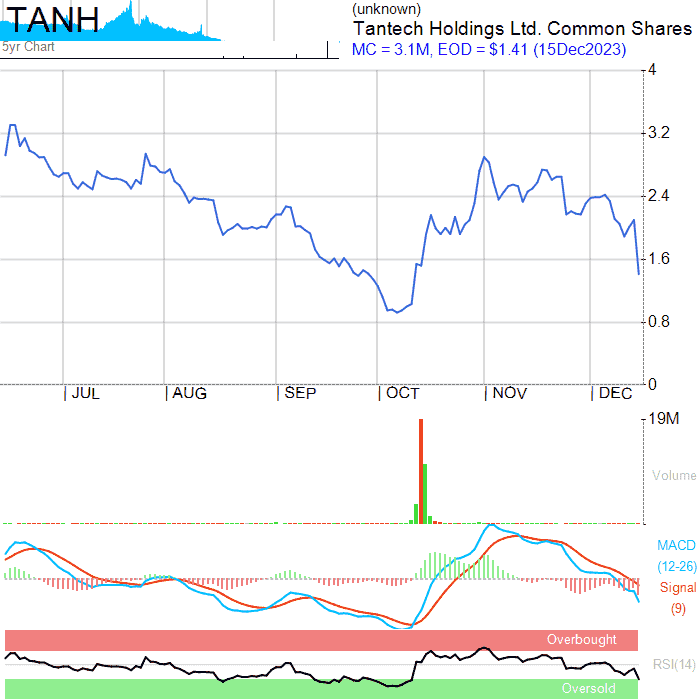 TANH
5yr Chart
(unknown)
Tantech Holdings Ltd. Common Shares
MC = 3.1M, EOD = $1.41 (15Dec2023)
4
3.2
2.4
1.6
0.8
0
JUL AUG SEP OCT NOV DEC
19M
Volume
MACD
(12-26)
Signal
(9)
Overbought
RSI(14)
Oversold